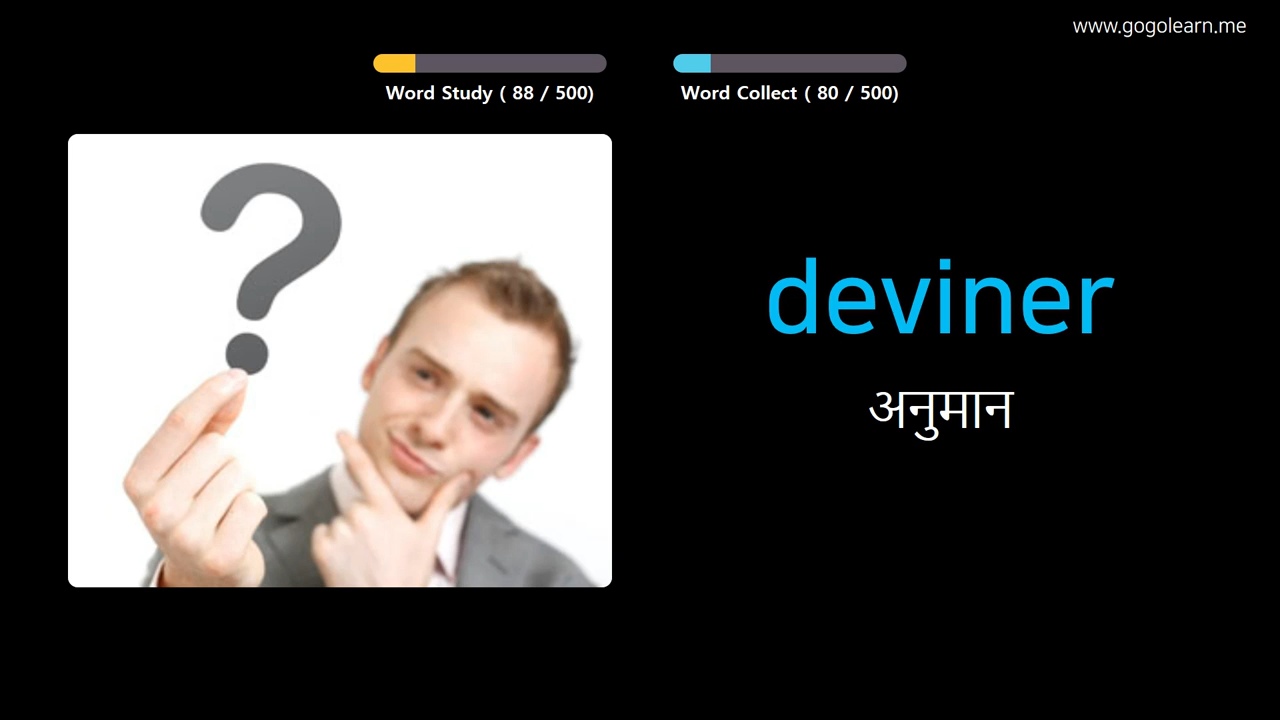 www.gogolearn.me
Word Study ( 88 / 500)
Word Collect ( 80 / 500)
?
deviner
अनुमान